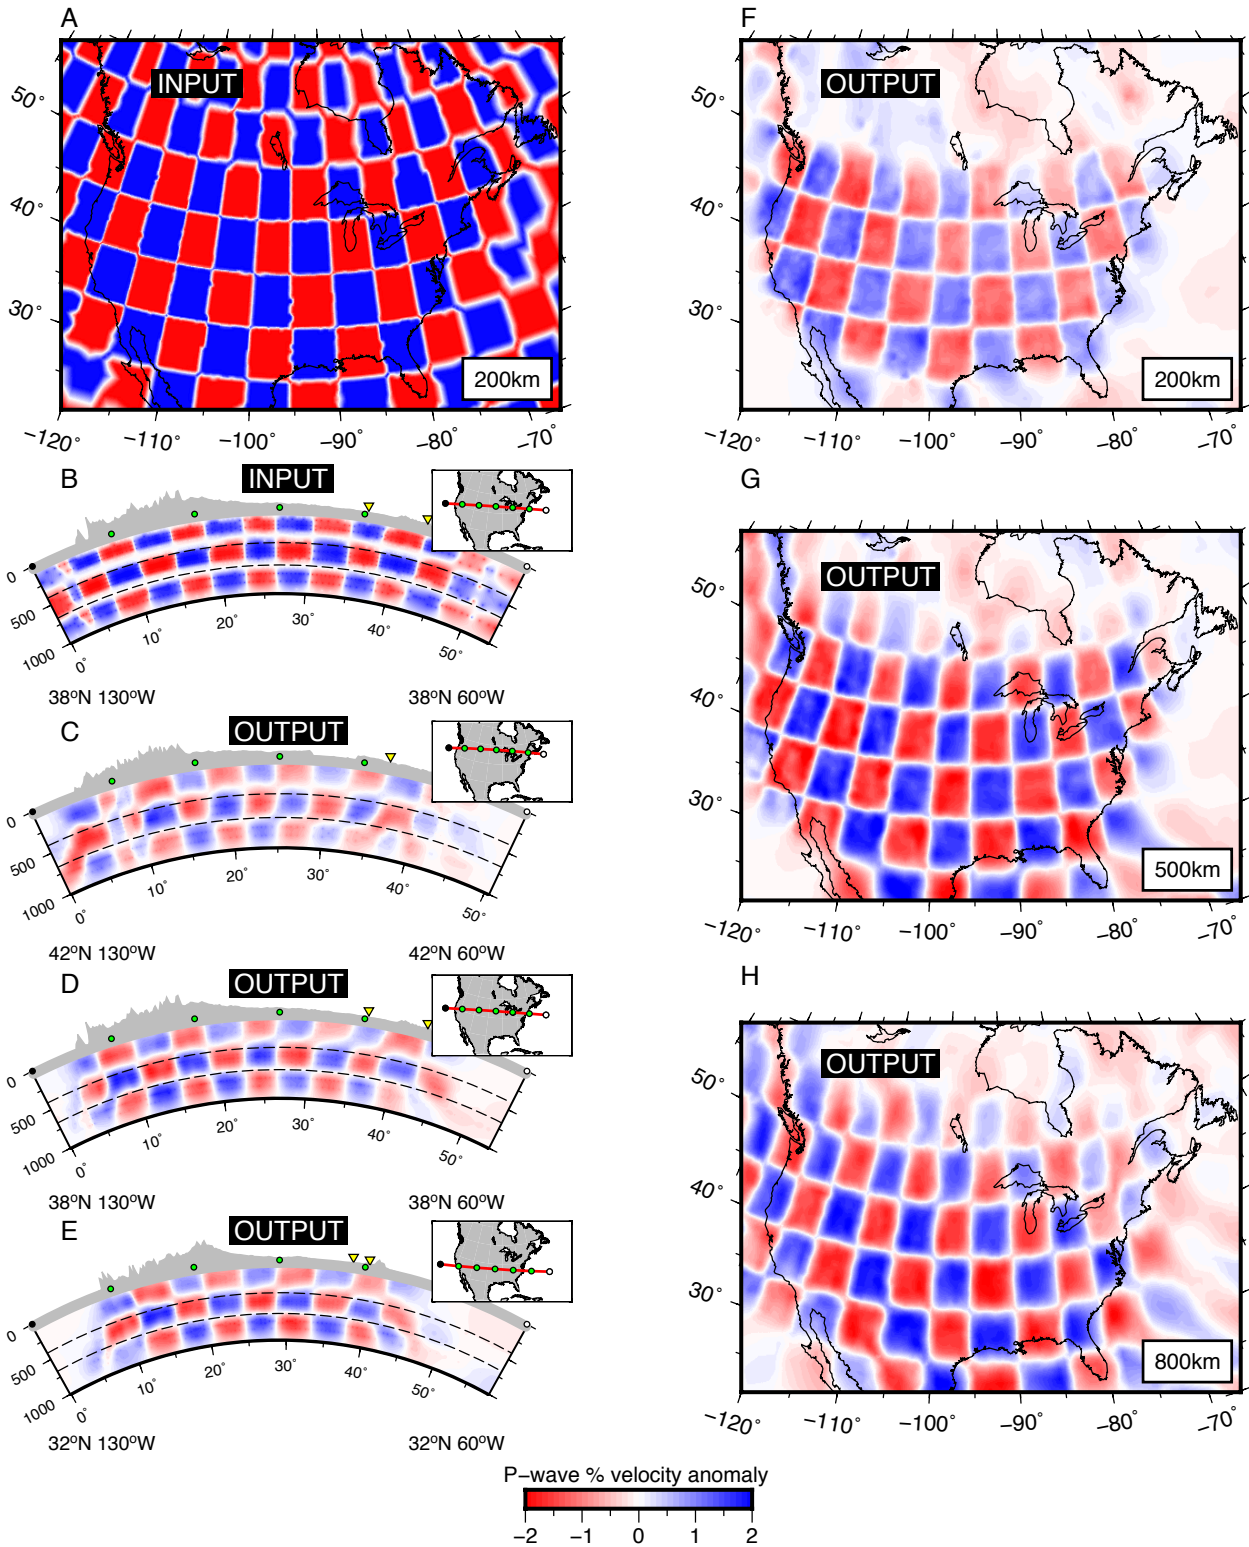 A
INPUT
50°
40°
30°
200km
−120°
−110°
−100°
−90°
−80°
−70°
B
INPUT
0
500
1000
0°
10°
20°
30°
40°
50°
38°N 130°W
38°N 60°W
C
OUTPUT
0
500
1000
0°
10°
20°
30°
40°
50°
42°N 130°W
42°N 60°W
D
OUTPUT
0
500
1000
0°
10°
20°
30°
40°
50°
38°N 130°W
38°N 60°W
E
OUTPUT
0
500
1000
0°
10°
20°
30°
40°
50°
32°N 130°W
32°N 60°W
F
OUTPUT
50°
40°
30°
200km
−120°
−110°
−100°
−90°
−80°
−70°
G
OUTPUT
50°
40°
30°
500km
−120°
−110°
−100°
−90°
−80°
−70°
H
OUTPUT
50°
40°
30°
800km
−120°
−110°
−100°
−90°
−80°
−70°
P−wave % velocity anomaly
−2 −1 0 1 2